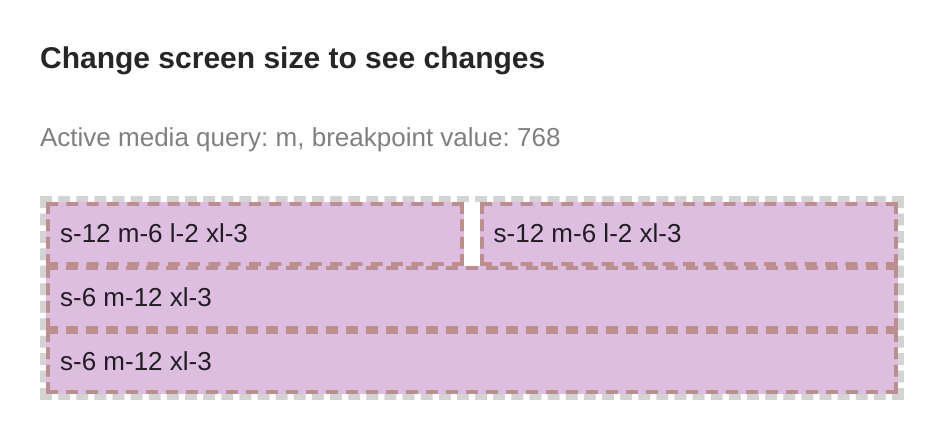 Change screen size to see changes
Active media query: m, breakpoint value: 768
s-12 m-6 l-2 xl-3
s-12 m-6 l-2 xl-3
s-6 m-12 xl-3
s-6 m-12 xl-3